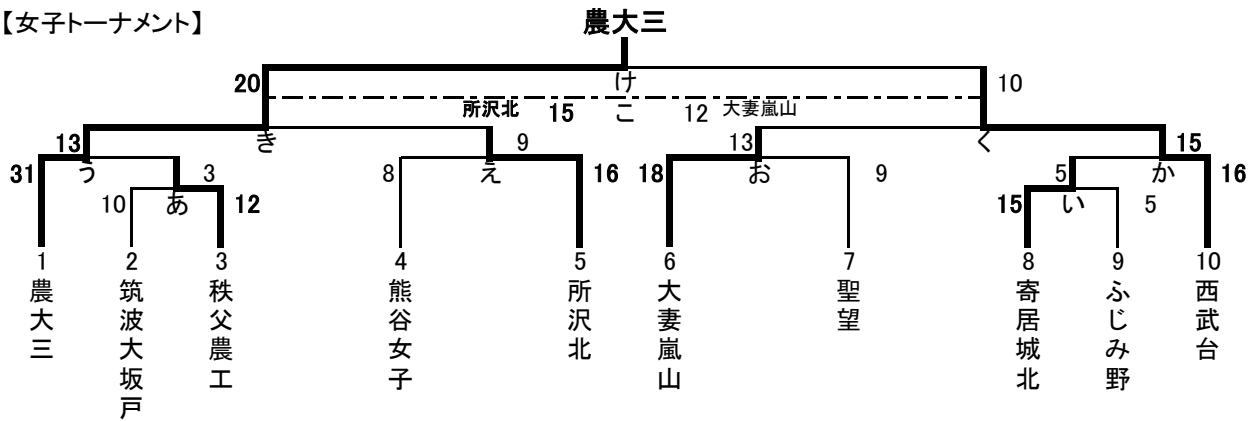 【女子トーナメント】
農大三
20 け 10
所沢北 15 こ 12 大妻嵐山
13 き 9 13 く 15
31 う 3 8 え 16 18 お 9 5 か 16
10 あ 12 15 い 5
1 2 3 4 5 6 7 8 9 10
農大三
筑波大坂戸
秩父農工
熊谷女子
所沢北
大妻嵐山
聖望
寄居城北
ふじみ野
西武台